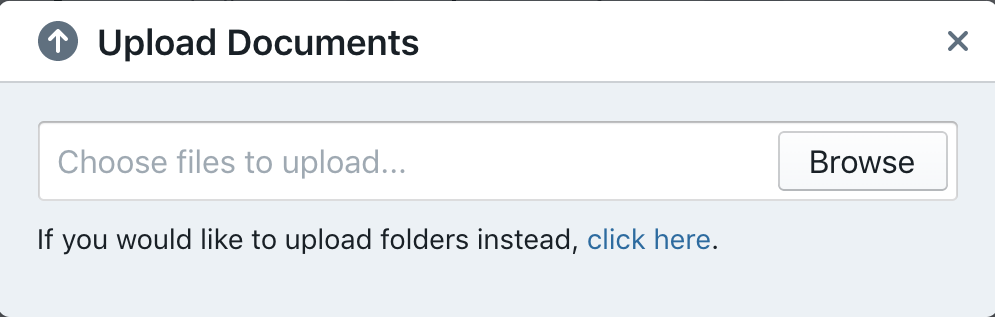 Upload Documents
Choose files to upload...
Browse
If you would like to upload folders instead, click here.